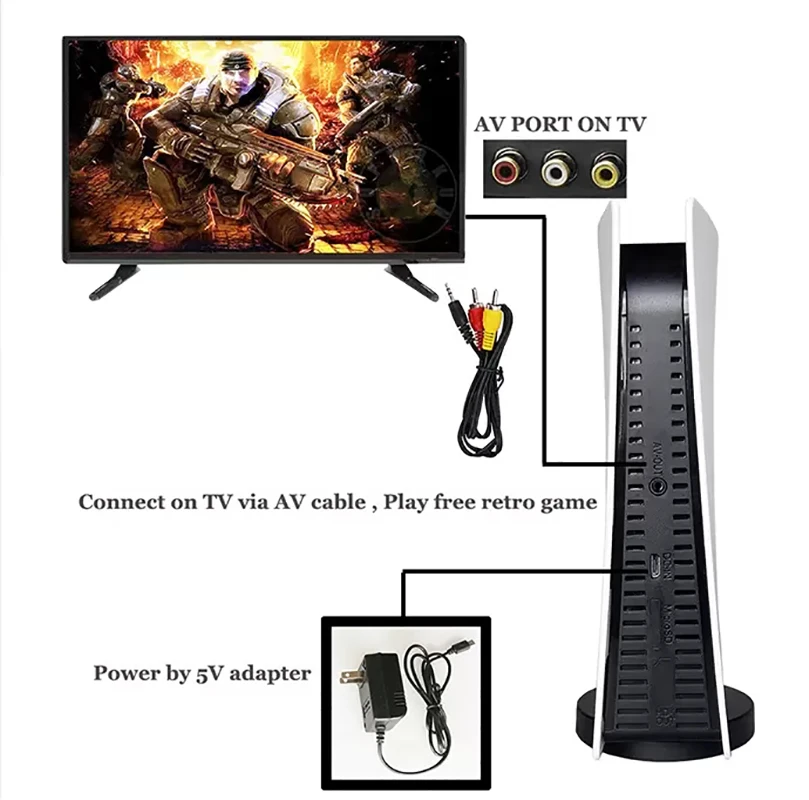 AV PORT ON TV
AV-OUT
Connect on TV via AV cable , Play free retro game
Power by 5V adapter